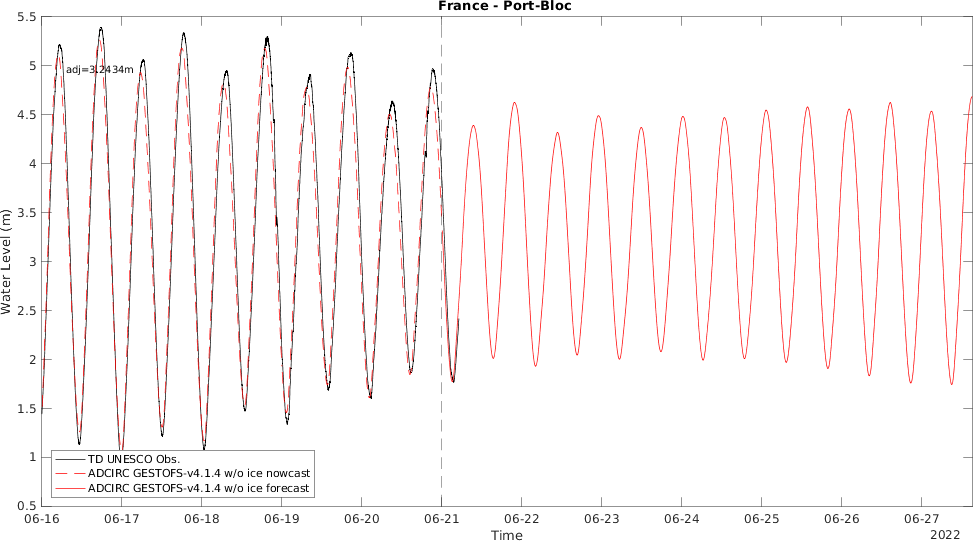 France - Port-Bloc
5.5
5
4.5
4
3.5
3
2.5
2
1.5
1
0.5
Water Level (m)
adj=3.2434m
TD UNESCO Obs.
ADCIRC GESTOFS-v4.1.4 w/o ice nowcast
ADCIRC GESTOFS-v4.1.4 w/o ice forecast
06-16 06-17 06-18 06-19 06-20 06-21 06-22 06-23 06-24 06-25 06-26 06-27
2022
Time